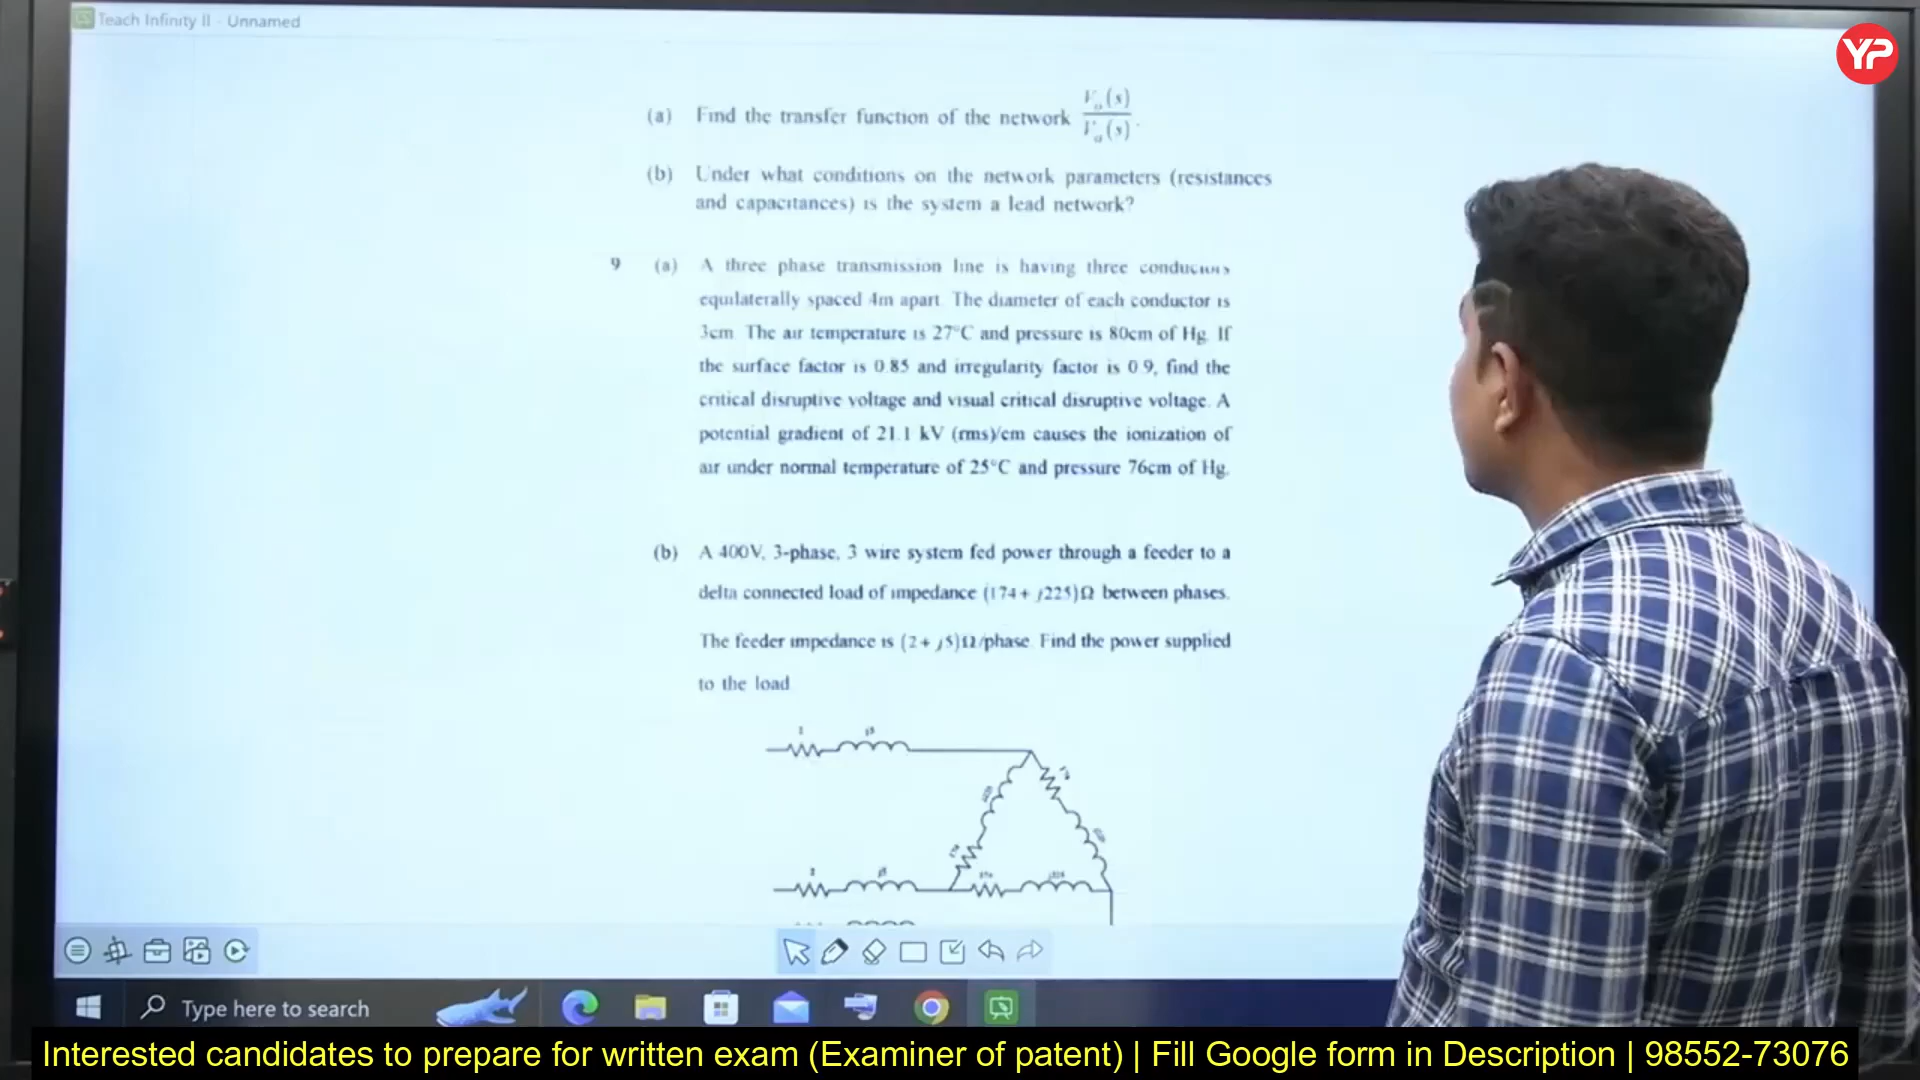 Teach Infinity II - Unnamed
YP
(a) Find the transfer function of the network V_o(s)/V_o(s).
(b) Under what conditions on the network parameters (resistances
and capacitances) is the system a lead network?
9 (a) A three phase transmission line is having three conductors
equilaterally spaced 4m apart. The diameter of each conductor is
3cm. The air temperature is 27°C and pressure is 80cm of Hg. If
the surface factor is 0.85 and irregularity factor is 0.9, find the
critical disruptive voltage and visual critical disruptive voltage. A
potential gradient of 21.1 kV (rms)/cm causes the ionization of
air under normal temperature of 25°C and pressure 76cm of Hg.
(b) A 400V, 3-phase, 3 wire system fed power through a feeder to a
delta connected load of impedance (174+ j225)Ω between phases.
The feeder impedance is (2+ j5)Ω/phase. Find the power supplied
to the load
2 j5
2 j5
Type here to search
Interested candidates to prepare for written exam (Examiner of patent) | Fill Google form in Description | 98552-73076